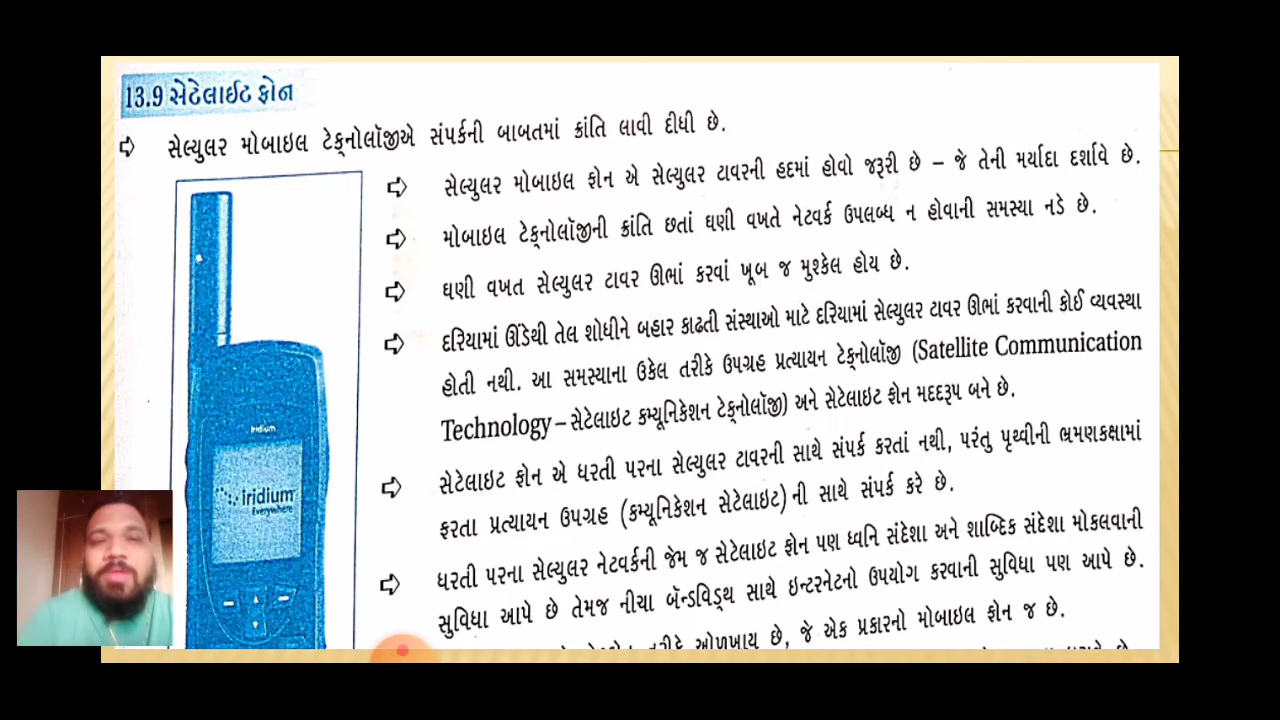 13.9 સેટેલાઈટ ફોન
⇨ સેલ્યુલર મોબાઇલ ટેક્નોલૉજીએ સંપર્કની બાબતમાં ક્રાંતિ લાવી દીધી છે.
⇨ સેલ્યુલર મોબાઇલ ફોન એ સેલ્યુલર ટાવરની હદમાં હોવો જરૂરી છે – જે તેની મર્યાદા દર્શાવે છે.
⇨ મોબાઇલ ટેક્નોલૉજીની ક્રાંતિ છતાં ઘણી વખતે નેટવર્ક ઉપલબ્ધ ન હોવાની સમસ્યા નડે છે.
⇨ ઘણી વખત સેલ્યુલર ટાવર ઊભાં કરવાં ખૂબ જ મુશ્કેલ હોય છે.
⇨ દરિયામાં ઊંડેથી તેલ શોધીને બહાર કાઢતી સંસ્થાઓ માટે દરિયામાં સેલ્યુલર ટાવર ઊભાં કરવાની કોઈ વ્યવસ્થા
હોતી નથી. આ સમસ્યાના ઉકેલ તરીકે ઉપગ્રહ પ્રત્યાયન ટેક્નોલૉજી (Satellite Communication
Technology – સેટેલાઇટ કમ્યૂનિકેશન ટેક્નોલૉજી) અને સેટેલાઇટ ફોન મદદરૂપ બને છે.
⇨ સેટેલાઇટ ફોન એ ધરતી પરના સેલ્યુલર ટાવરની સાથે સંપર્ક કરતાં નથી, પરંતુ પૃથ્વીની ભ્રમણકક્ષામાં
ફરતા પ્રત્યાયન ઉપગ્રહ (કમ્યૂનિકેશન સેટેલાઇટ) ની સાથે સંપર્ક કરે છે.
⇨ ધરતી પરના સેલ્યુલર નેટવર્કની જેમ જ સેટેલાઇટ ફોન પણ ધ્વનિ સંદેશા અને શાબ્દિક સંદેશા મોકલવાની
સુવિધા આપે છે તેમજ નીચા બૅન્ડવિડ્થ સાથે ઇન્ટરનેટનો ઉપયોગ કરવાની સુવિધા પણ આપે છે.
તરીકે ઓળખાય છે, જે એક પ્રકારનો મોબાઇલ ફોન જ છે.
iridium
iridium
Everywhere